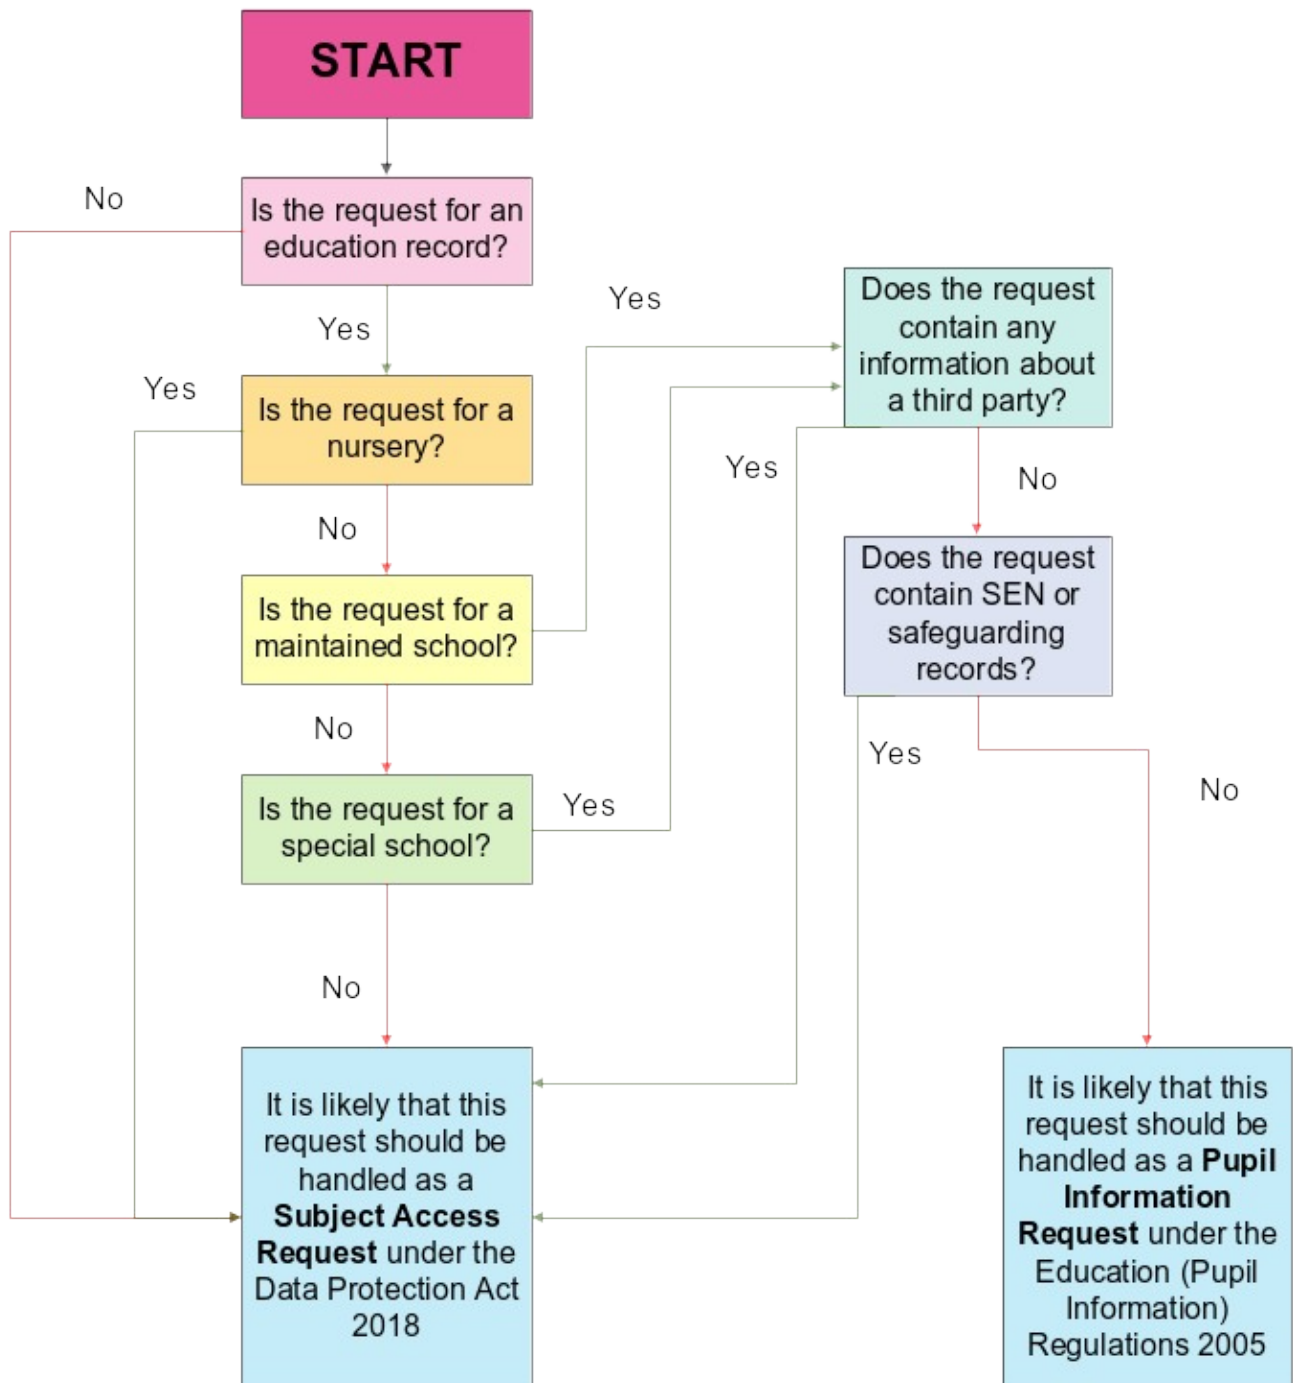 START
No
Is the request for an
education record?
Yes
Yes
Is the request for a
nursery?
No
Is the request for a
maintained school?
Yes
No
Is the request for a
special school?
Yes
No
Does the request
contain any
information about
a third party?
Yes
No
Does the request
contain SEN or
safeguarding
records?
Yes
No
It is likely that this
request should be
handled as a
Subject Access
Request under the
Data Protection Act
2018
It is likely that this
request should be
handled as a Pupil
Information
Request under the
Education (Pupil
Information)
Regulations 2005